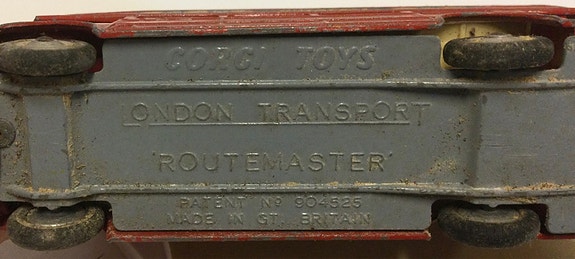 CORGI TOYS
LONDON TRANSPORT
'ROUTEMASTER'
PATENT Nº 904525
MADE IN GT. BRITAIN